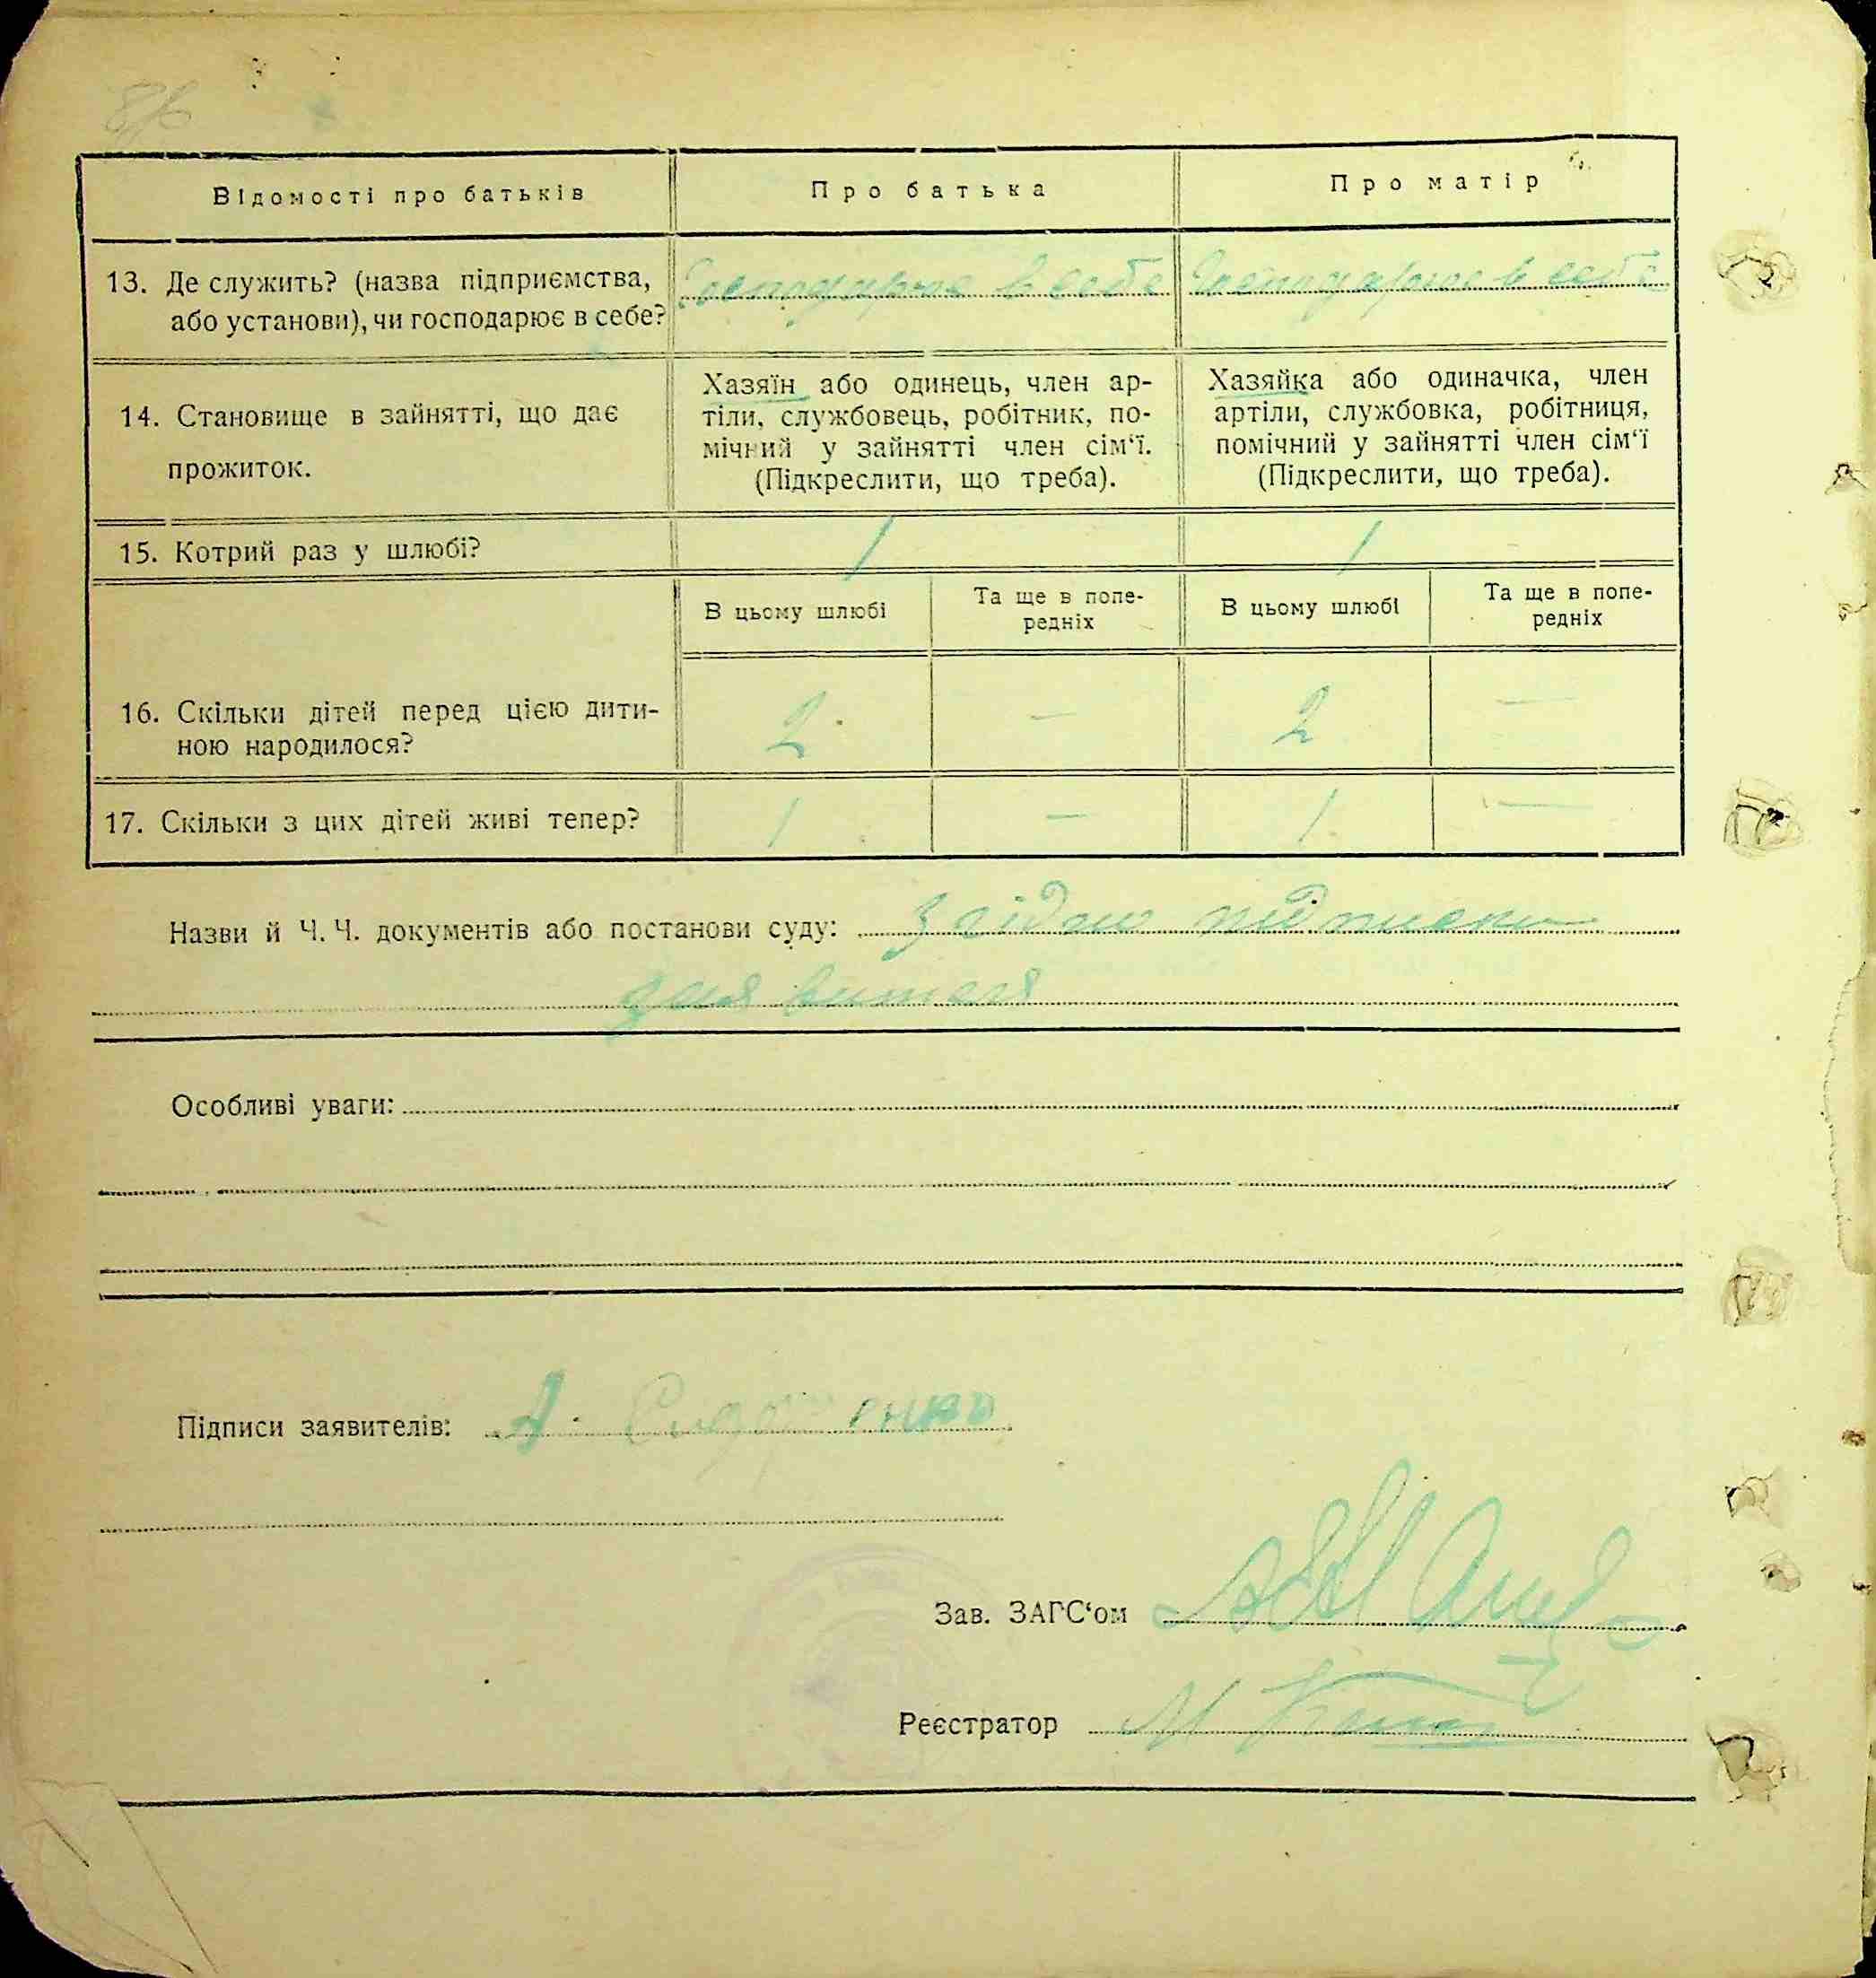 Відомості про батьків
Про батька
Про матір
13. Де служить? (назва підприємства,
або установи), чи господарює в себе?
Господарює в себе
Господарює в себе
14. Становище в зайнятті, що дає
прожиток.
Хазяїн або одинець, член ар-
тіли, службовець, робітник, по-
мічний у зайнятті член сім‘ї.
(Підкреслити, що треба).
Хазяйка або одиначка, член
артіли, службовка, робітниця,
помічний у зайнятті член сім‘ї
(Підкреслити, що треба).
15. Котрий раз у шлюбі?
1
1
В цьому шлюбі
Та ще в попе-
редніх
В цьому шлюбі
Та ще в попе-
редніх
16. Скільки дітей перед цією дити-
ною народилося?
2
—
2
—
17. Скільки з цих дітей живі тепер?
1
—
1
—
Назви й Ч. Ч. документів або постанови суду: Згідно підписки
Особливі уваги:
Підписи заявителів: А.
Зав. ЗАГС‘ом
Реєстратор М